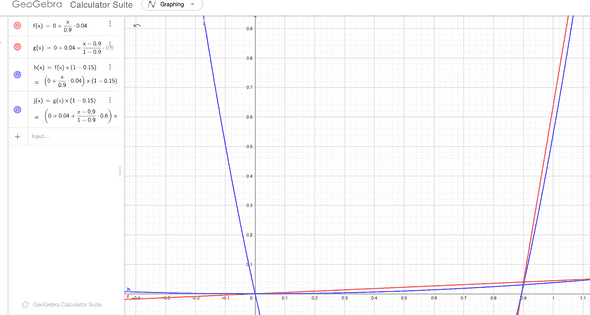 GeoGebra Calculator Suite Graphing
f(x) = 0 + x/0.9 · 0.04
g(x) = 0 + 0.04 + x − 0.9/1 − 0.9
h(x) = f(x) x (1 − 0.15)
= (0 + x/0.9 · 0.04) x (1 − 0.15)
j(x) = g(x) x (1 − 0.15)
= (0 + 0.04 + x − 0.9/1 − 0.9 · 0.6) x
+ Input...
GeoGebra Calculator Suite
0.9
0.8
0.7
0.6
0.5
0.4
0.3
0.2
0.1
h
f
−0.4 −0.3 −0.2 −0.1 0 0.1 0.2 0.3 0.4 0.5 0.6 0.7 0.8 0.9 1 1.1